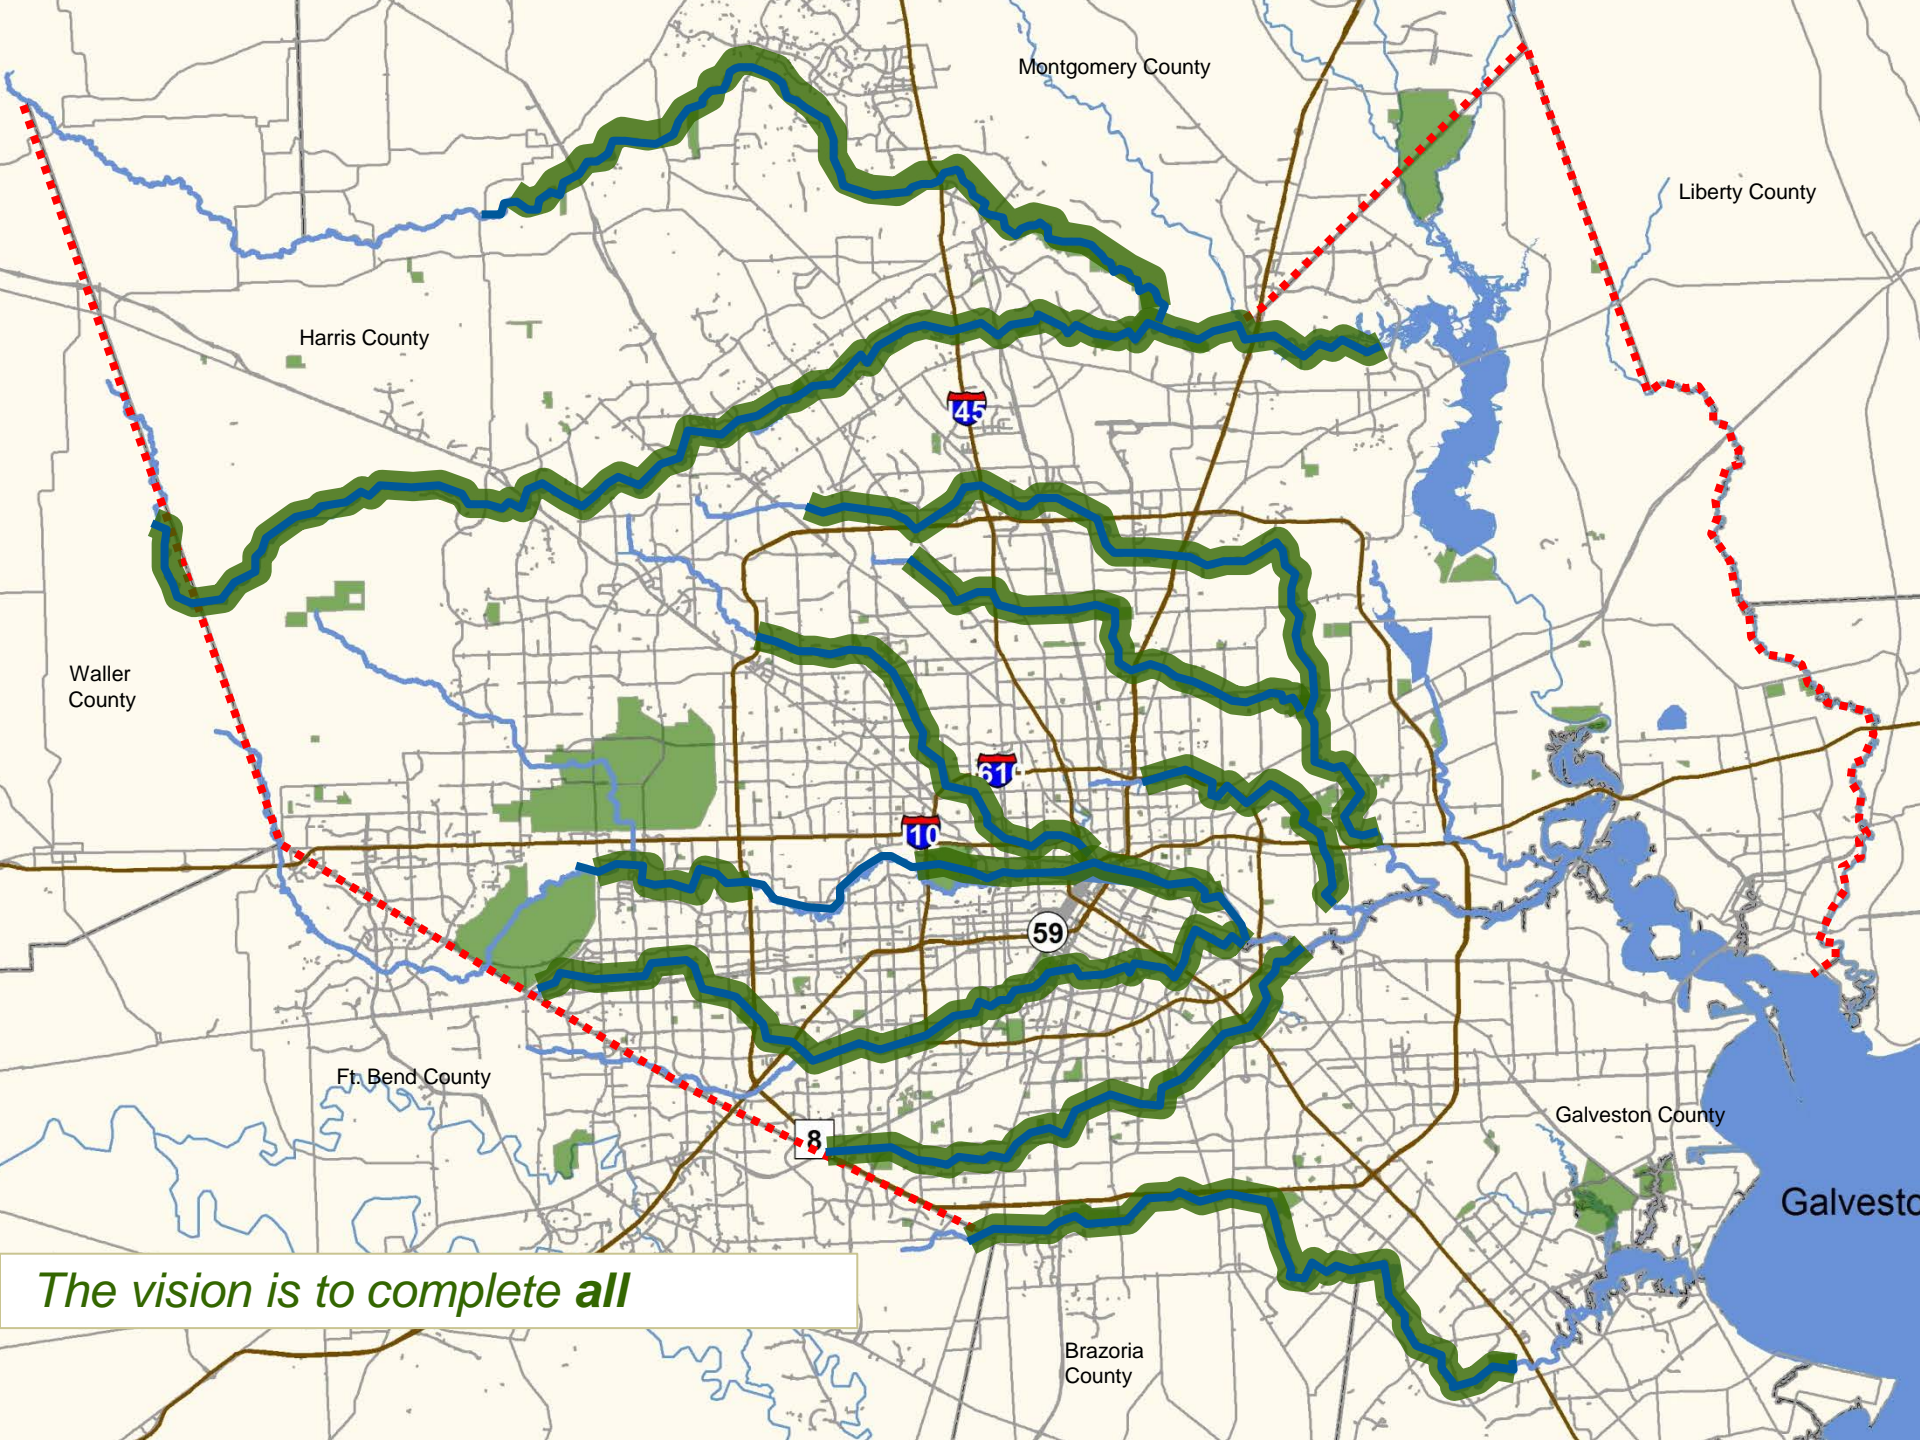 Montgomery County
Liberty County
Harris County
45
Waller
County
610
10
59
Ft. Bend County
8
Galveston County
Galvesto
The vision is to complete all
Brazoria
County